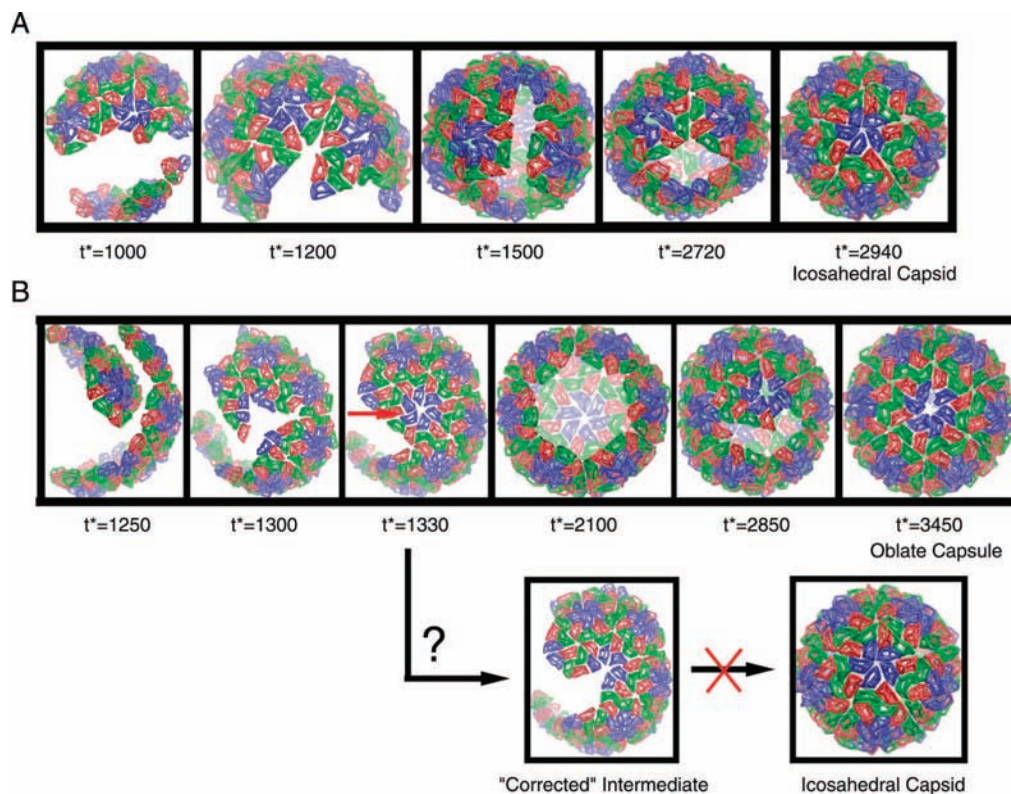 A
t*=1000 t*=1200 t*=1500 t*=2720 t*=2940
Icosahedral Capsid
B
t*=1250 t*=1300 t*=1330 t*=2100 t*=2850 t*=3450
Oblate Capsule
?
"Corrected" Intermediate Icosahedral Capsid